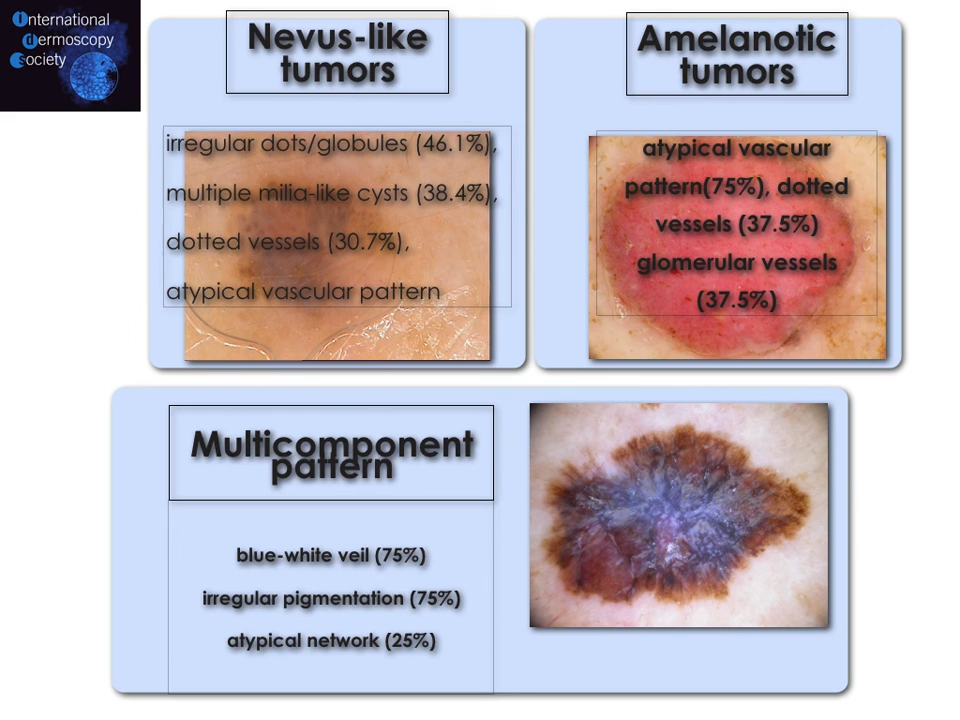 International
dermoscopy
Society
Nevus-like
tumors
irregular dots/globules (46.1%),
multiple milia-like cysts (38.4%),
dotted vessels (30.7%),
atypical vascular pattern
Amelanotic
tumors
atypical vascular
pattern(75%), dotted
vessels (37.5%)
glomerular vessels
(37.5%)
Multicomponent
pattern
blue-white veil (75%)
irregular pigmentation (75%)
atypical network (25%)